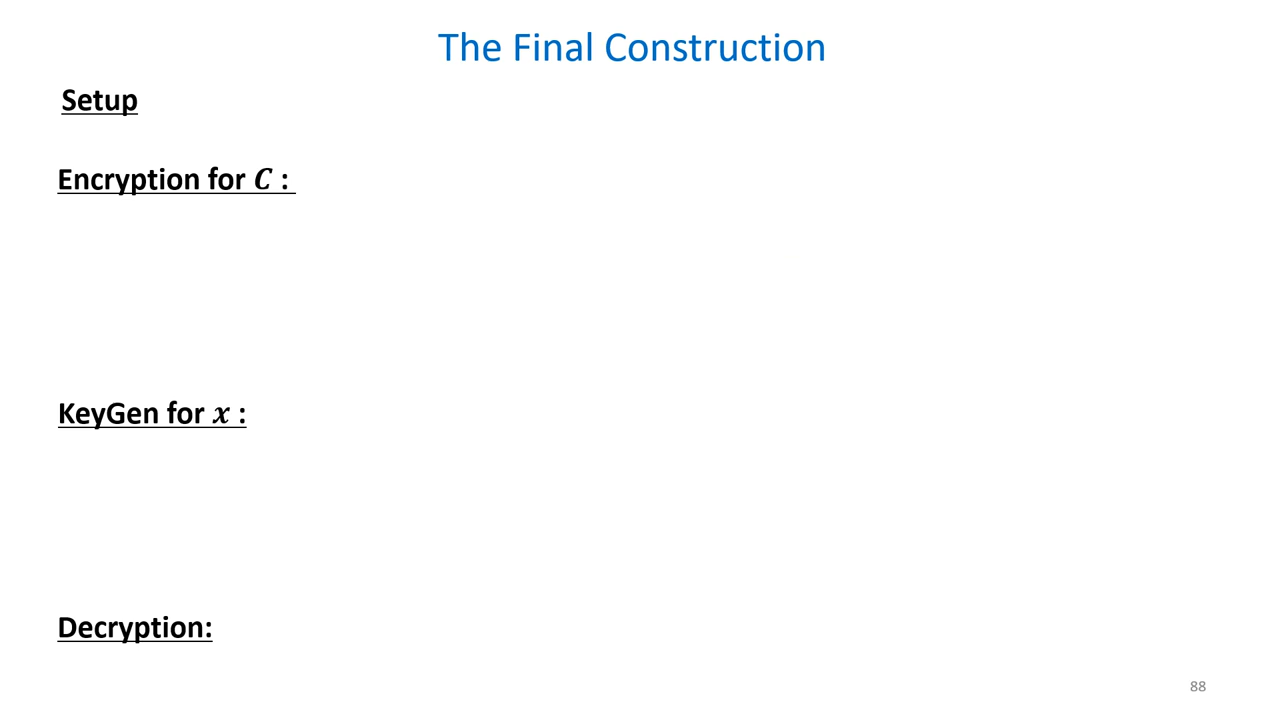 The Final Construction
Setup
Encryption for C :
KeyGen for x :
Decryption:
88